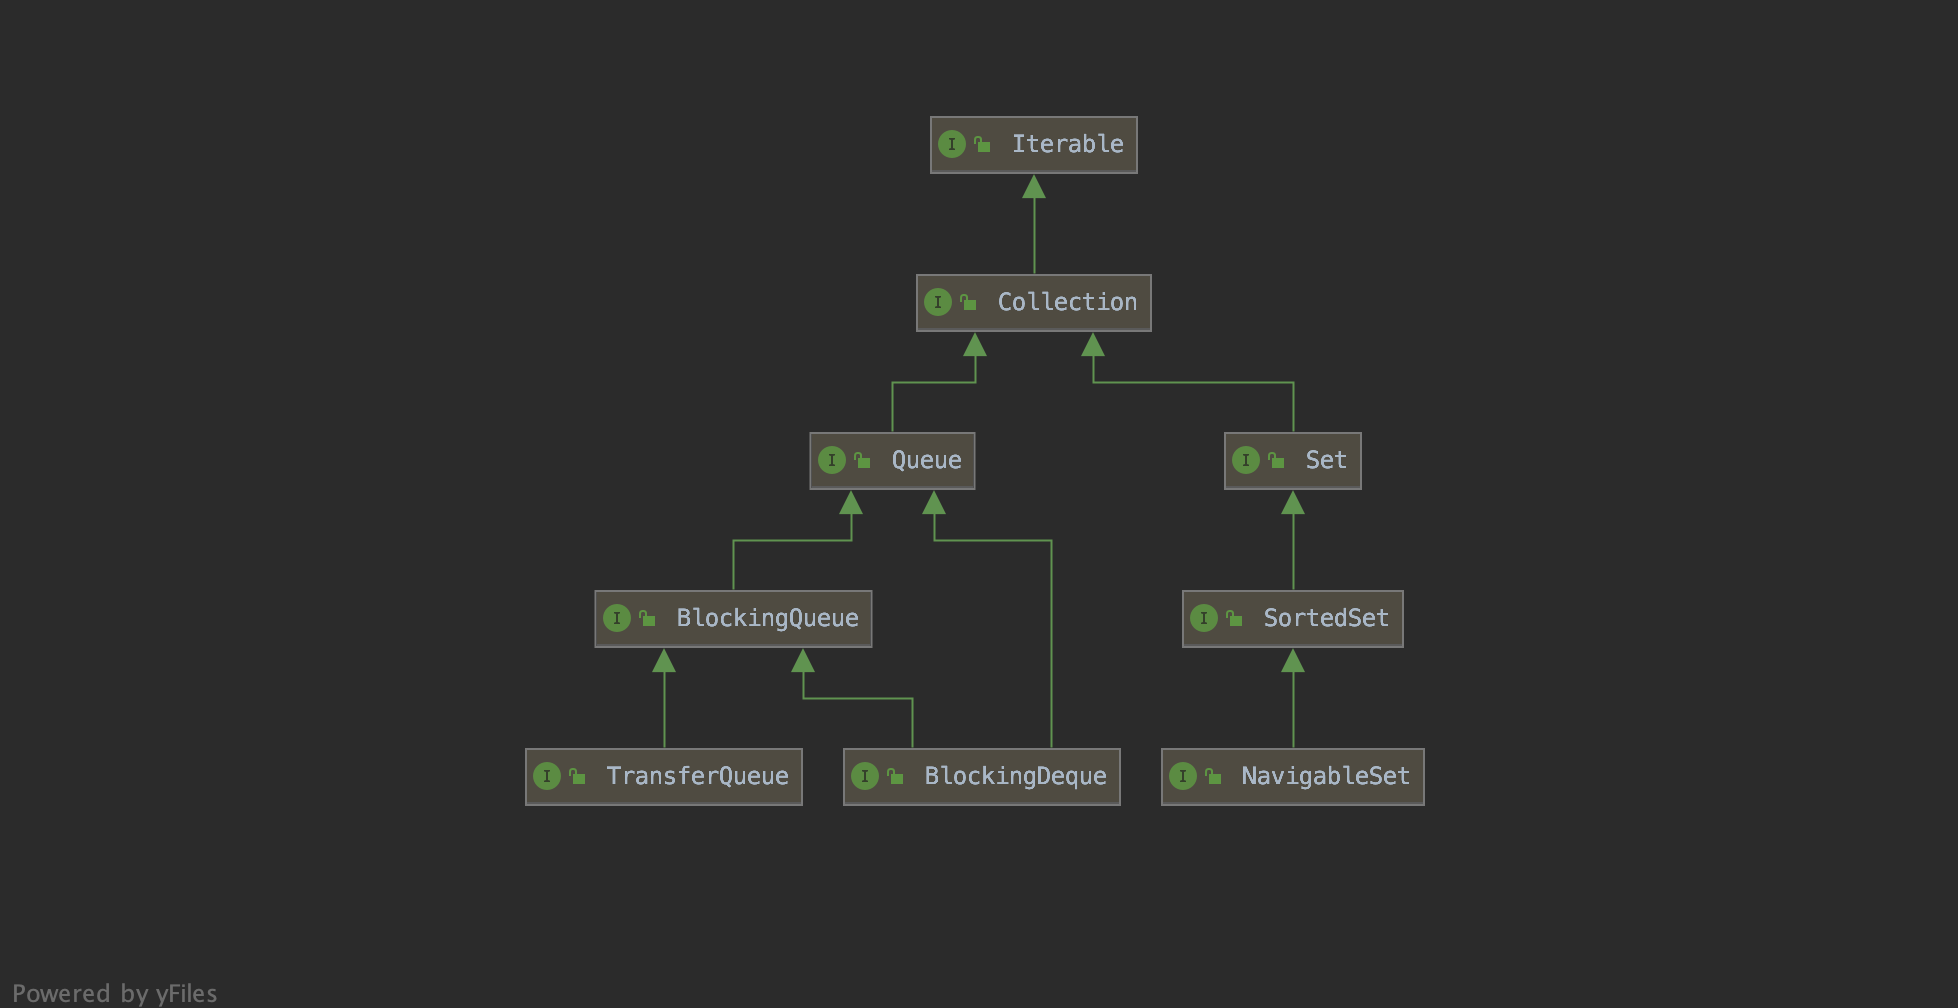 I Iterable
I Collection
I Queue
I Set
I BlockingQueue
I SortedSet
I TransferQueue
I BlockingDeque
I NavigableSet
Powered by yFiles